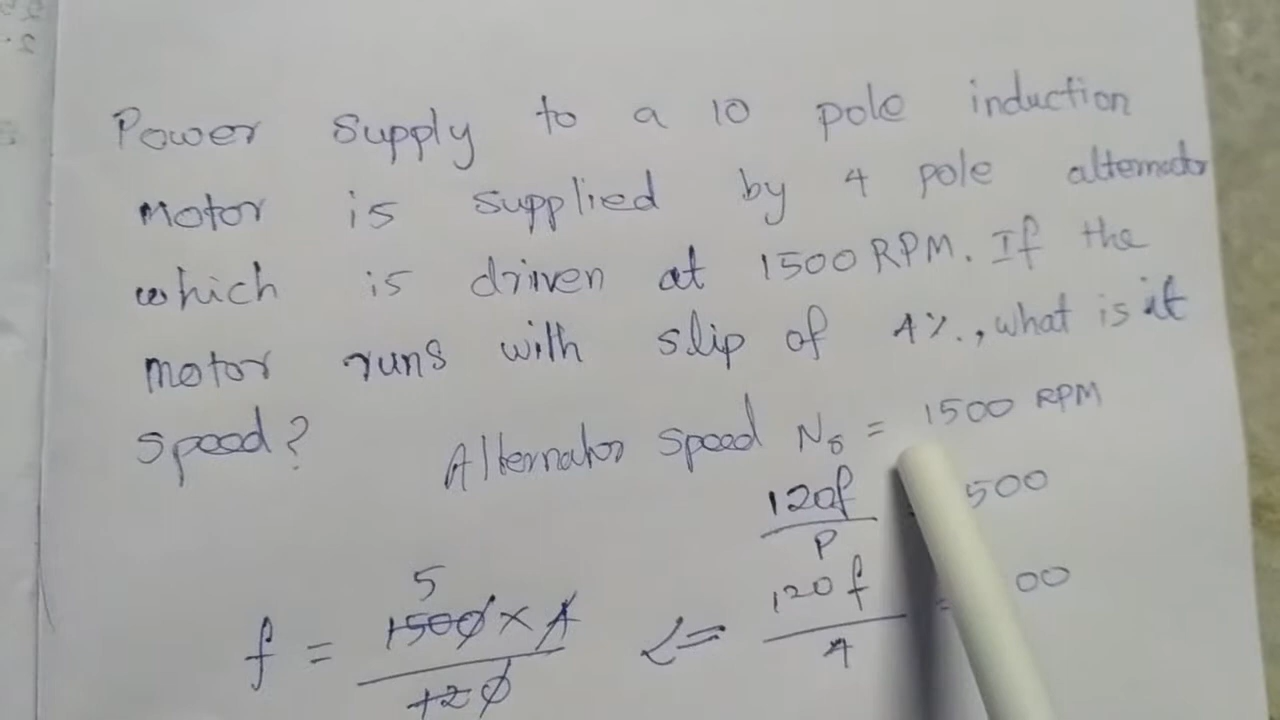 Power supply to a 10 pole induction
Motor is supplied by 4 pole alternator
which is driven at 1500 RPM. If the
motor runs with slip of 4%, what is it
speed?
Alternator speed Ns = 1500 RPM
120f / P 500
120f / 4 = 00
5
f = 1500 × 4 / 120 <=